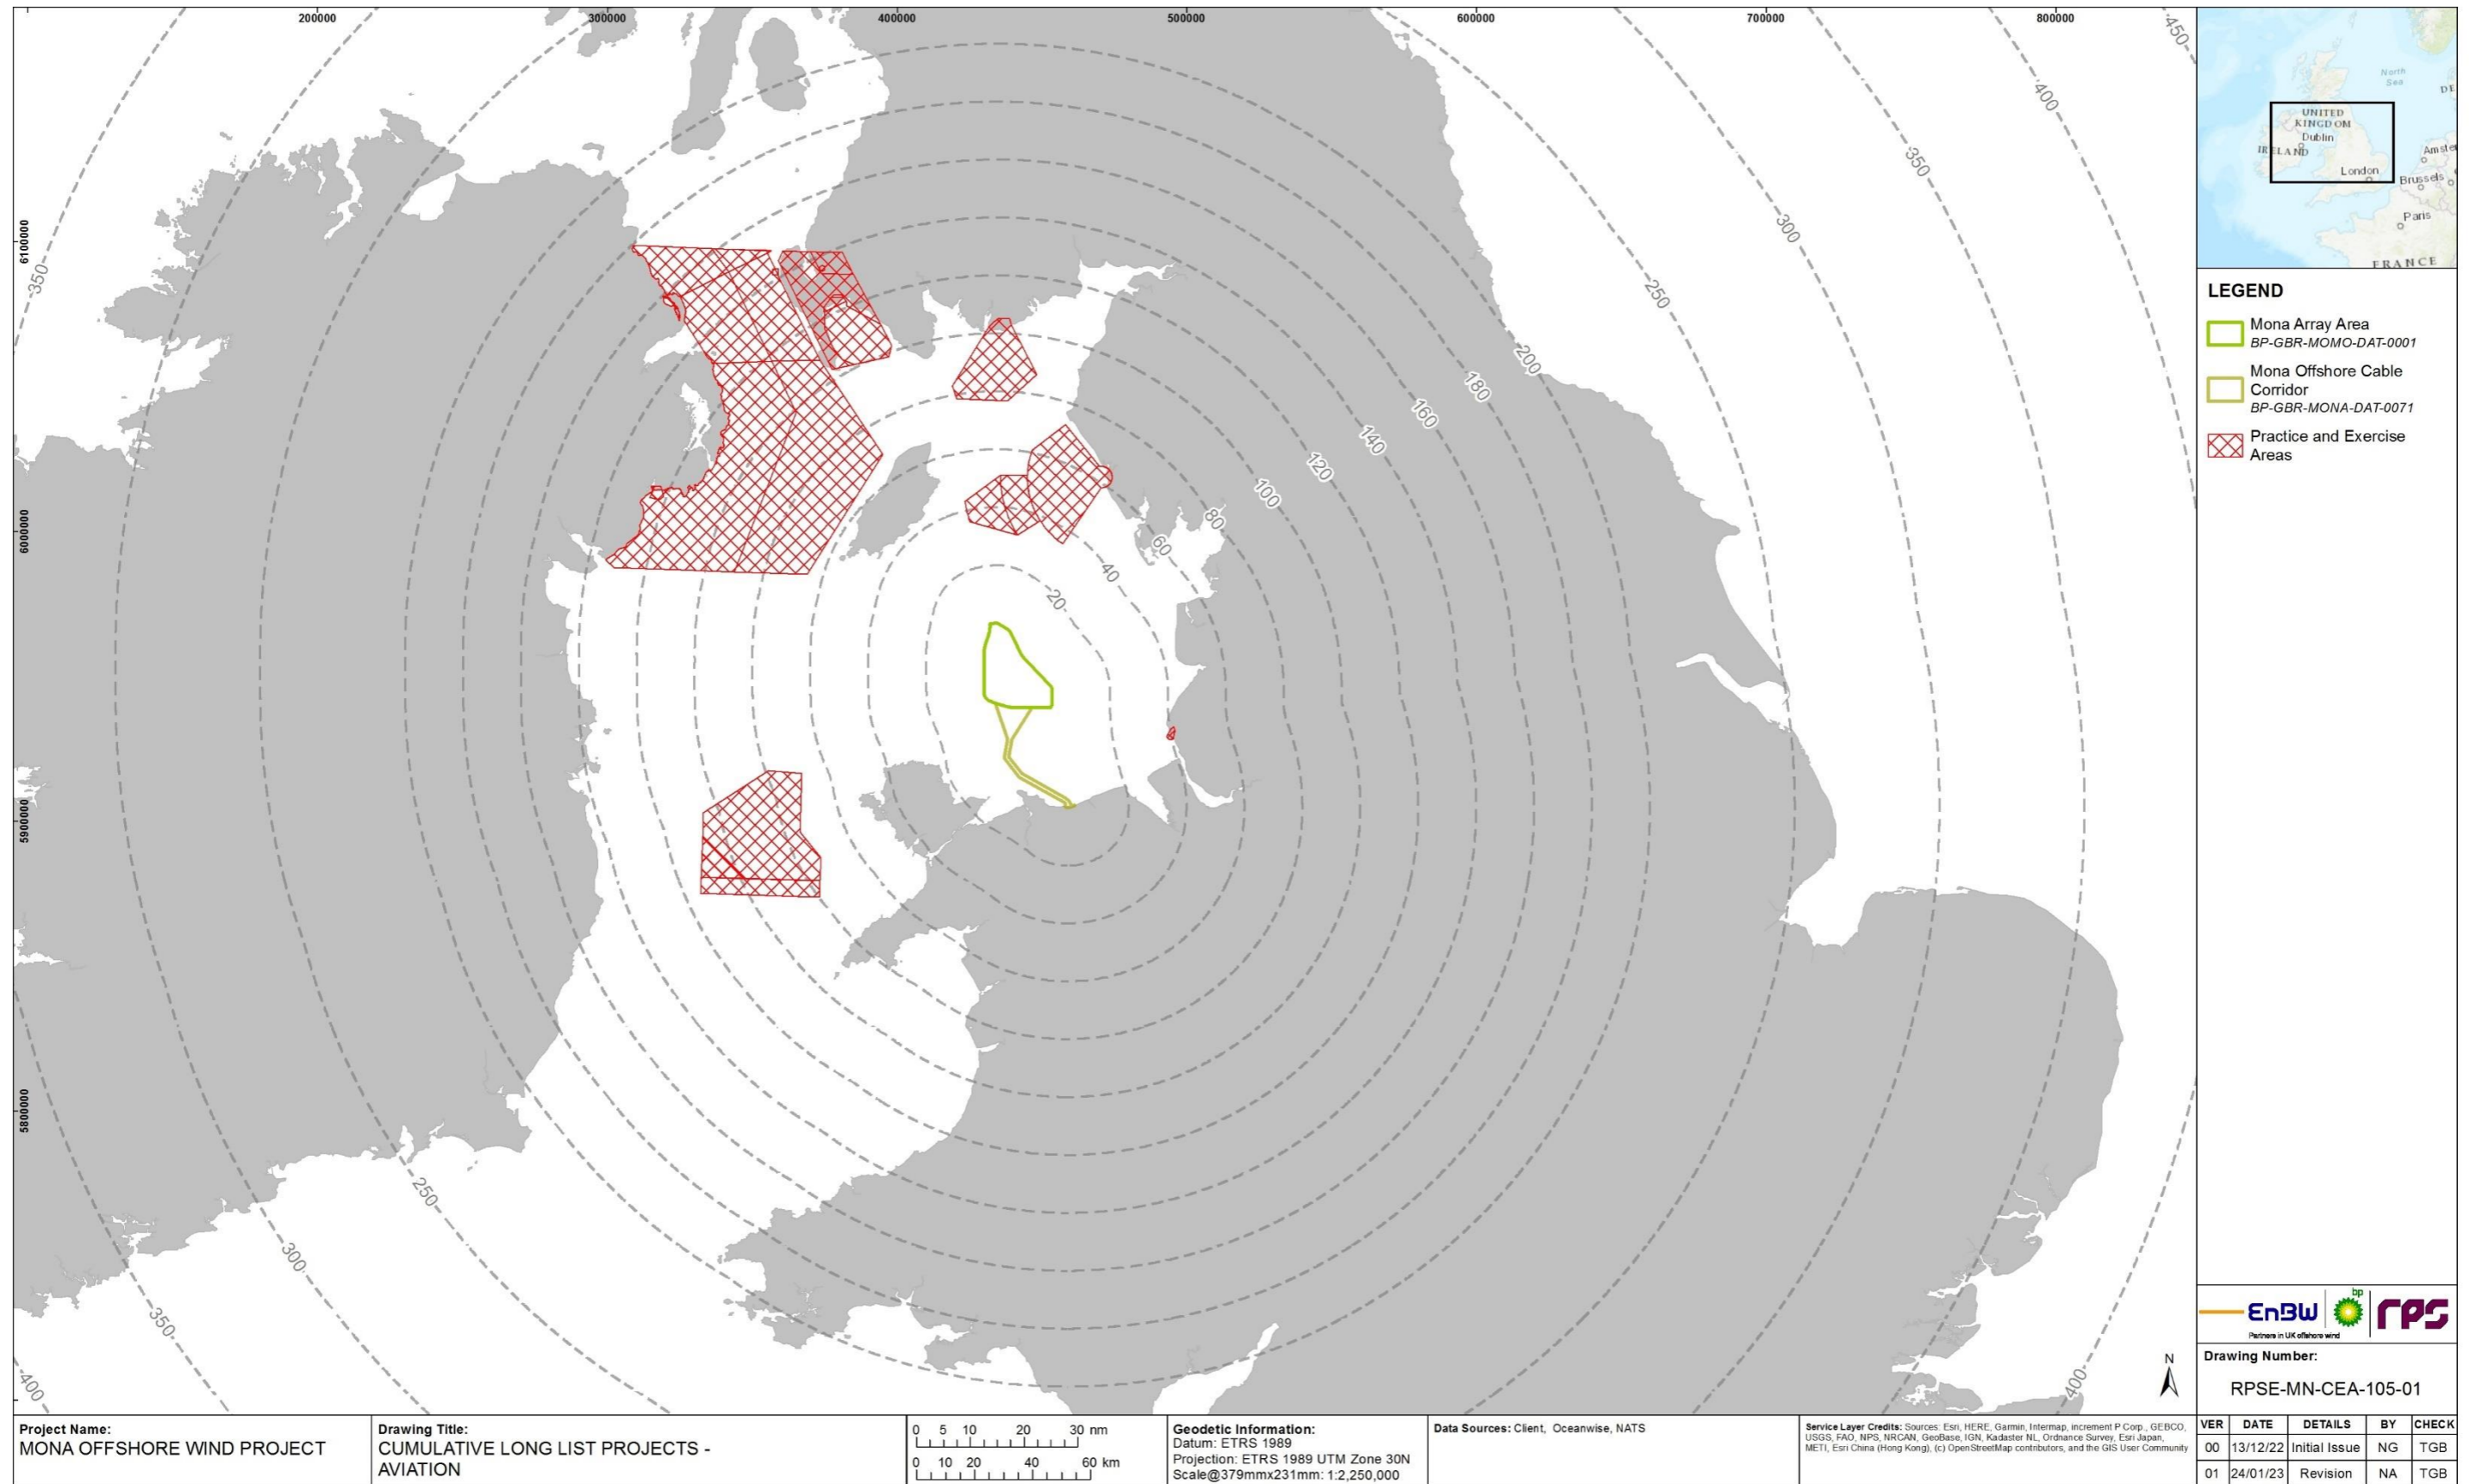 200000
300000
400000
500000
600000
700000
800000
6100000
6000000
5900000
5800000
450
400
350
300
250
200
180
160
140
120
100
80
60
40
20
350
250
300
350
400
400
North
Sea
DE
UNITED
KINGDOM
Dublin
IRELAND
London
Amste
Brussels
Paris
FRANCE
LEGEND
Mona Array Area
BP-GBR-MOMO-DAT-0001
Mona Offshore Cable
Corridor
BP-GBR-MONA-DAT-0071
Practice and Exercise
Areas
EnBW
bp
rps
Partners in UK offshore wind
N
Drawing Number:
RPSE-MN-CEA-105-01
Project Name:
MONA OFFSHORE WIND PROJECT
Drawing Title:
CUMULATIVE LONG LIST PROJECTS -
AVIATION
0 5 10 20 30 nm
0 10 20 40 60 km
Geodetic Information:
Datum: ETRS 1989
Projection: ETRS 1989 UTM Zone 30N
Scale@379mmx231mm: 1:2,250,000
Data Sources: Client, Oceanwise, NATS
Service Layer Credits: Sources: Esri, HERE, Garmin, Intermap, increment P Corp., GEBCO,
USGS, FAO, NPS, NRCAN, GeoBase, IGN, Kadaster NL, Ordnance Survey, Esri Japan,
METI, Esri China (Hong Kong), (c) OpenStreetMap contributors, and the GIS User Community
VER DATE DETAILS BY CHECK
00 13/12/22 Initial Issue NG TGB
01 24/01/23 Revision NA TGB